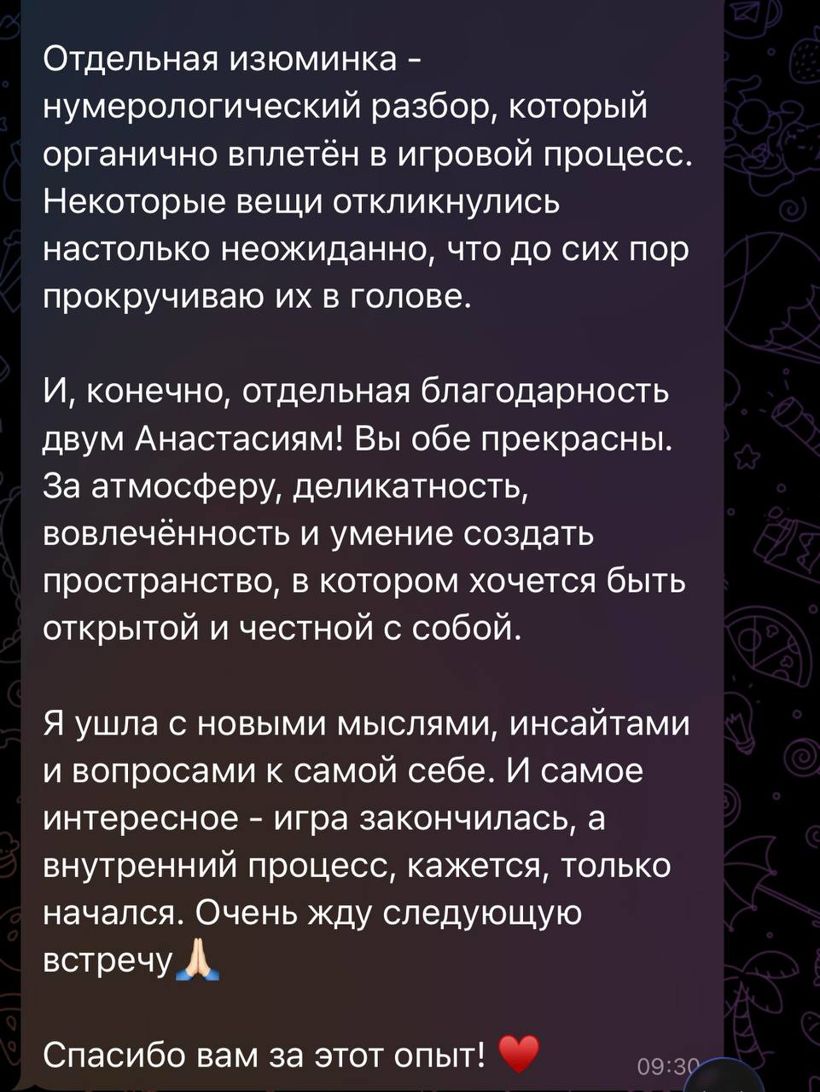 Отдельная изюминка -
нумерологический разбор, который
органично вплетён в игровой процесс.
Некоторые вещи откликнулись
настолько неожиданно, что до сих пор
прокручиваю их в голове.
И, конечно, отдельная благодарность
двум Анастасиям! Вы обе прекрасны.
За атмосферу, деликатность,
вовлечённость и умение создать
пространство, в котором хочется быть
открытой и честной с собой.
Я ушла с новыми мыслями, инсайтами
и вопросами к самой себе. И самое
интересное - игра закончилась, а
внутренний процесс, кажется, только
начался. Очень жду следующую
встречу🙏🏻
Спасибо вам за этот опыт! ♥️
09:30